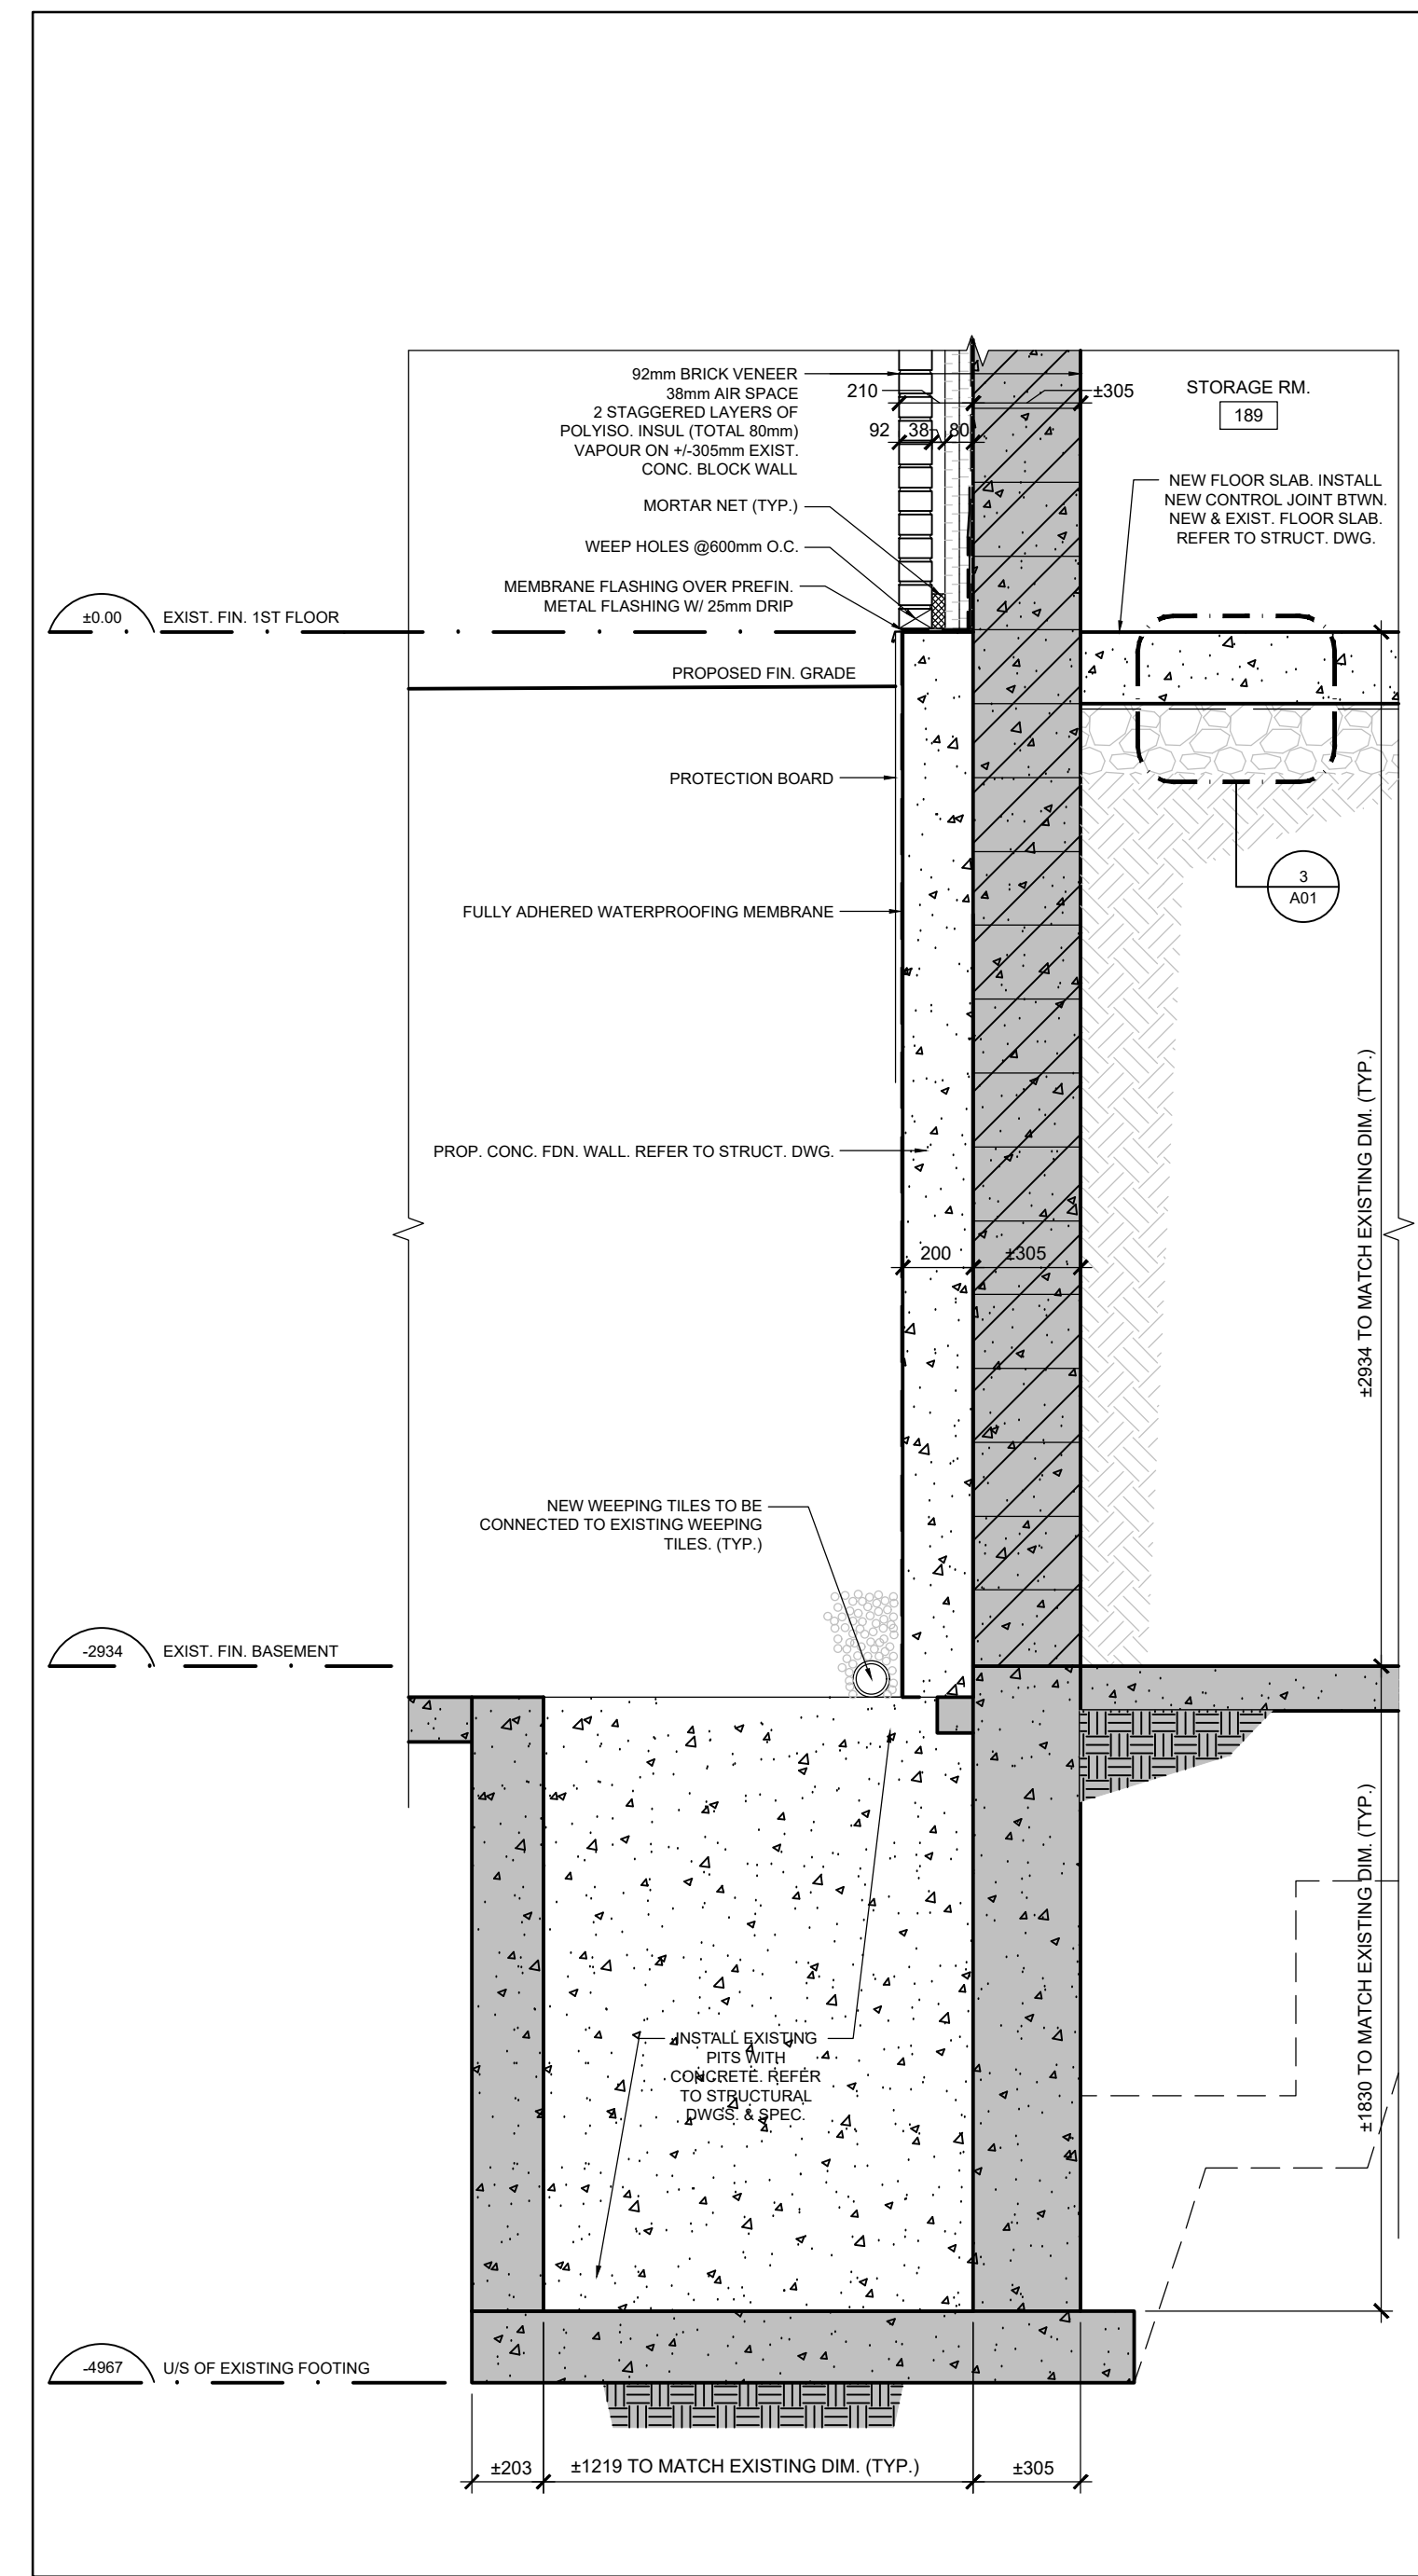 92mm BRICK VENEER
38mm AIR SPACE
2 STAGGERED LAYERS OF
POLYISO. INSUL (TOTAL 80mm)
VAPOUR ON +/-305mm EXIST.
CONC. BLOCK WALL
210
±305
92
38
80
STORAGE RM.
189
MORTAR NET (TYP.)
WEEP HOLES @600mm O.C.
MEMBRANE FLASHING OVER PREFIN.
METAL FLASHING W/ 25mm DRIP
NEW FLOOR SLAB. INSTALL
NEW CONTROL JOINT BTWN.
NEW & EXIST. FLOOR SLAB.
REFER TO STRUCT. DWG.
±0.00
EXIST. FIN. 1ST FLOOR
PROPOSED FIN. GRADE
PROTECTION BOARD
3
A01
FULLY ADHERED WATERPROOFING MEMBRANE
PROP. CONC. FDN. WALL. REFER TO STRUCT. DWG.
200
±305
±2934 TO MATCH EXISTING DIM. (TYP.)
NEW WEEPING TILES TO BE
CONNECTED TO EXISTING WEEPING
TILES. (TYP.)
-2934
EXIST. FIN. BASEMENT
INSTALL EXISTING
PITS WITH
CONCRETE. REFER
TO STRUCTURAL
DWGS. & SPEC.
±1830 TO MATCH EXISTING DIM. (TYP.)
-4967
U/S OF EXISTING FOOTING
±203
±1219 TO MATCH EXISTING DIM. (TYP.)
±305